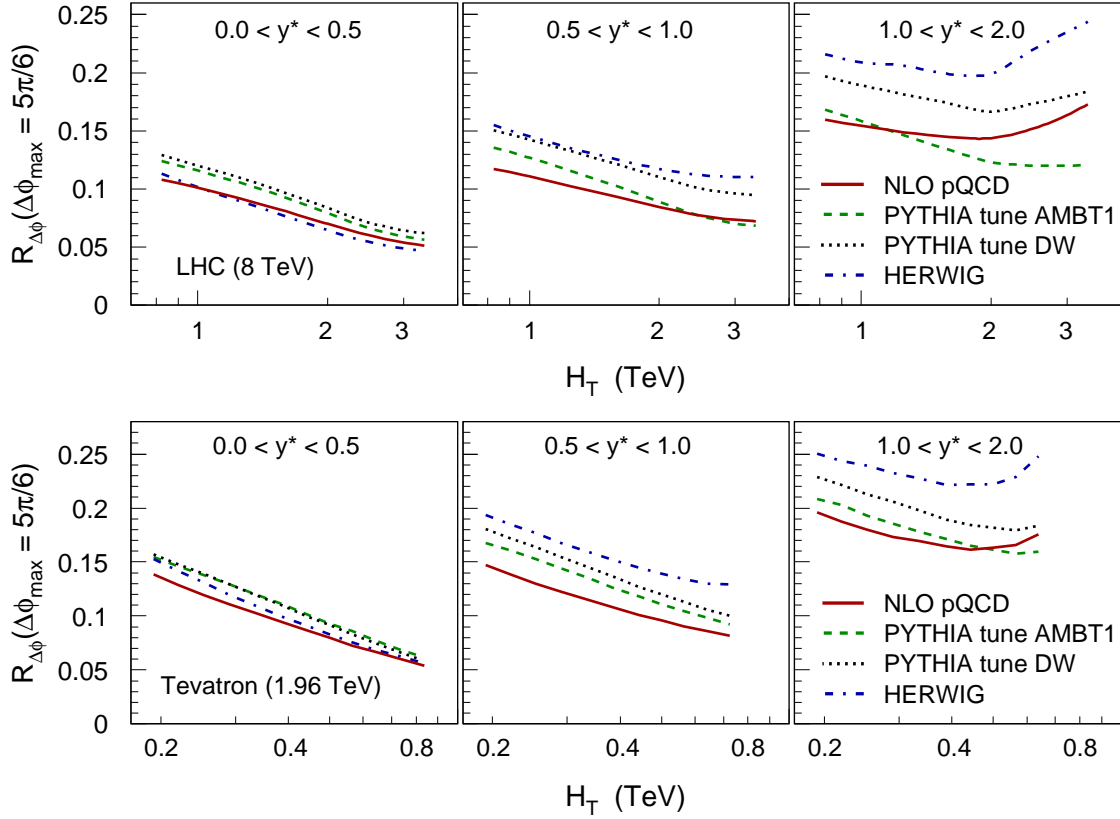 0.0 < y* < 0.5
0.5 < y* < 1.0
1.0 < y* < 2.0
R_Δϕ(Δϕ_max = 5π/6)
0.25
0.2
0.15
0.1
0.05
0
LHC (8 TeV)
NLO pQCD
PYTHIA tune AMBT1
PYTHIA tune DW
HERWIG
1 2 3
1 2 3
1 2 3
H_T (TeV)
0.0 < y* < 0.5
0.5 < y* < 1.0
1.0 < y* < 2.0
R_Δϕ(Δϕ_max = 5π/6)
0.25
0.2
0.15
0.1
0.05
0
Tevatron (1.96 TeV)
NLO pQCD
PYTHIA tune AMBT1
PYTHIA tune DW
HERWIG
0.2 0.4 0.8
0.2 0.4 0.8
0.2 0.4 0.8
H_T (TeV)